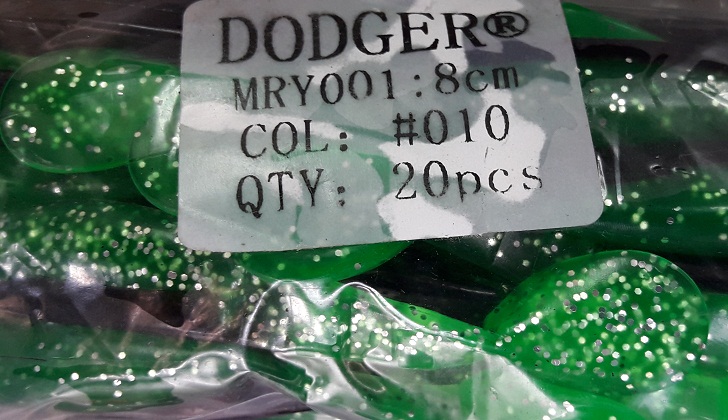 DODGER®
MRY001:8cm
COL: #010
QTY: 20pcs